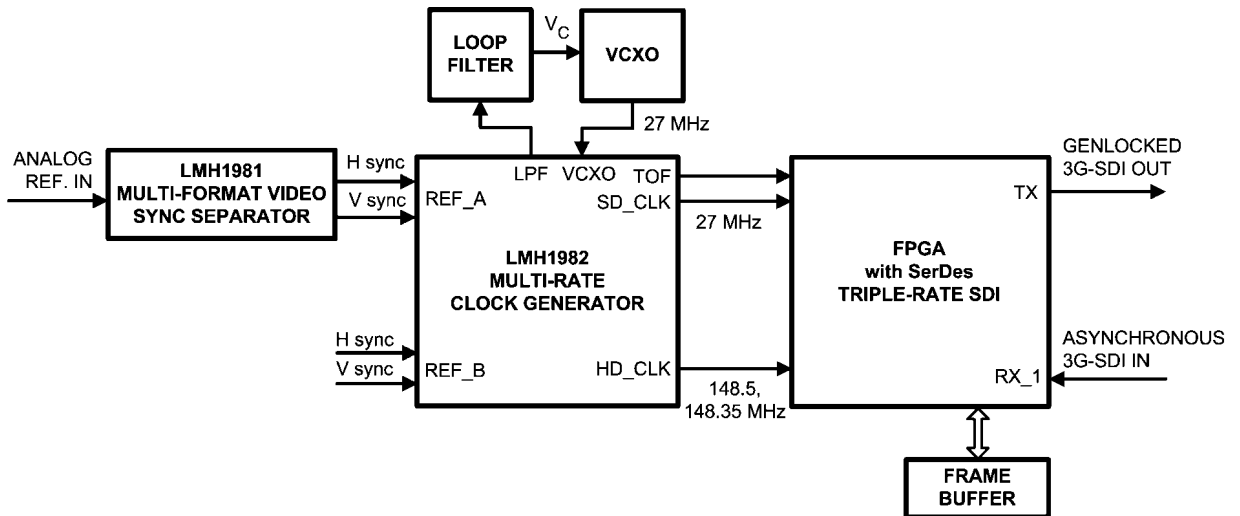 LOOP
FILTER
V_C
VCXO
27 MHz
ANALOG
REF. IN
LMH1981
MULTI-FORMAT VIDEO
SYNC SEPARATOR
H sync
V sync
LPF VCXO
REF_A
TOF
SD_CLK
27 MHz
LMH1982
MULTI-RATE
CLOCK GENERATOR
H sync
V sync
REF_B
HD_CLK
148.5,
148.35 MHz
FPGA
with SerDes
TRIPLE-RATE SDI
TX
GENLOCKED
3G-SDI OUT
ASYNCHRONOUS
3G-SDI IN
RX_1
FRAME
BUFFER